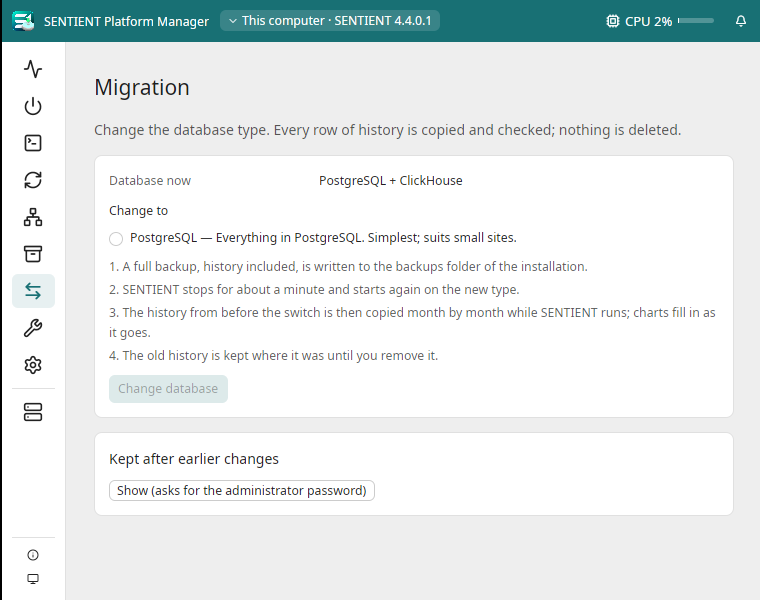 SENTIENT Platform Manager
This computer · SENTIENT 4.4.0.1
CPU 2%
Migration
Change the database type. Every row of history is copied and checked; nothing is deleted.
Database now
PostgreSQL + ClickHouse
Change to
PostgreSQL — Everything in PostgreSQL. Simplest; suits small sites.
1. A full backup, history included, is written to the backups folder of the installation.
2. SENTIENT stops for about a minute and starts again on the new type.
3. The history from before the switch is then copied month by month while SENTIENT runs; charts fill in as
it goes.
4. The old history is kept where it was until you remove it.
Change database
Kept after earlier changes
Show (asks for the administrator password)